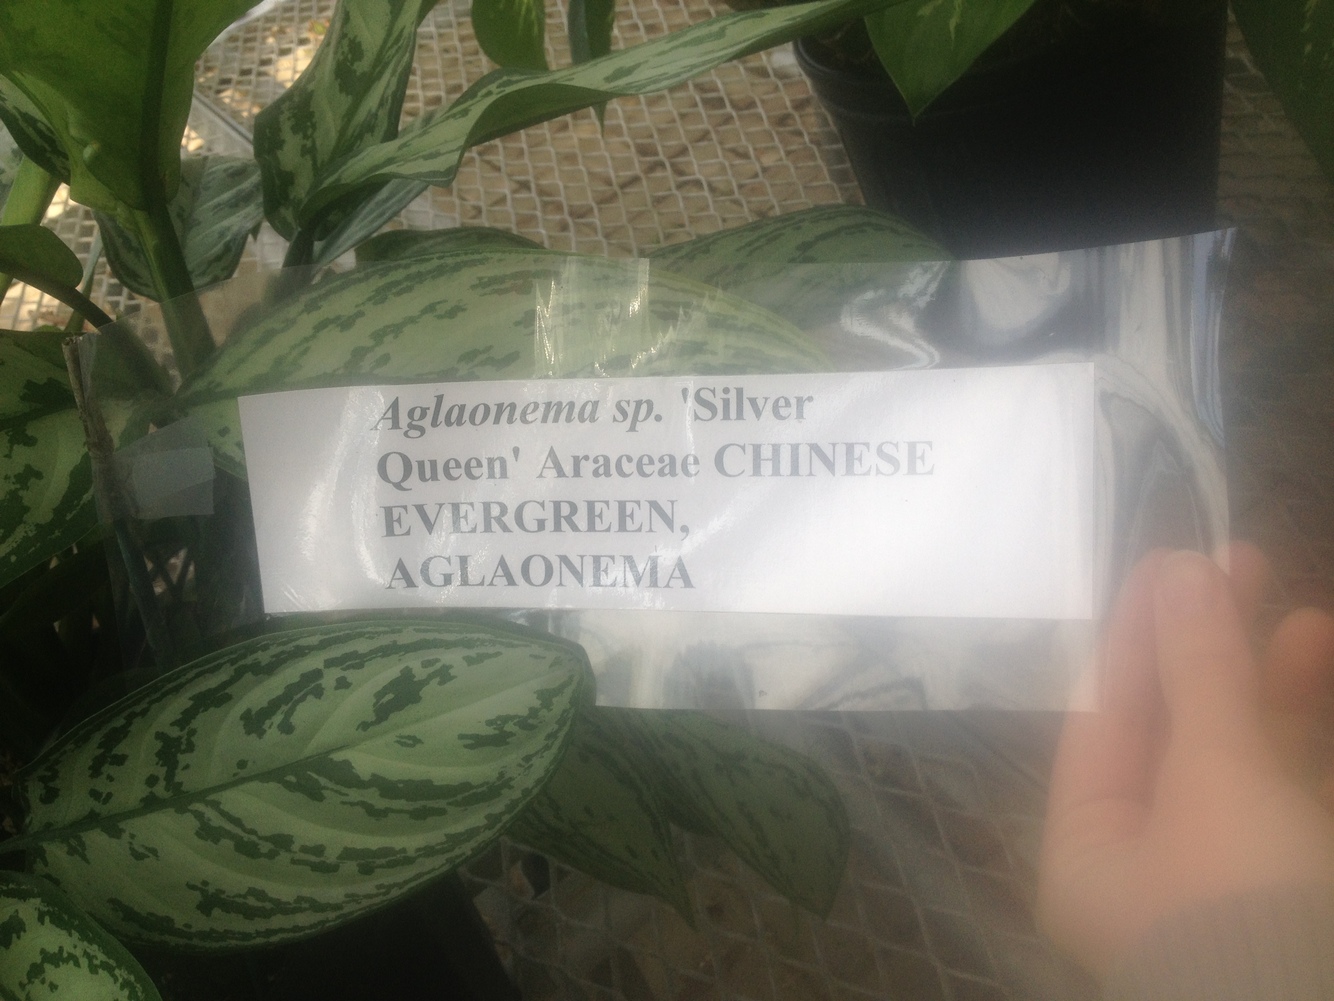 Aglaonema sp. 'Silver
Queen' Araceae CHINESE
EVERGREEN,
AGLAONEMA